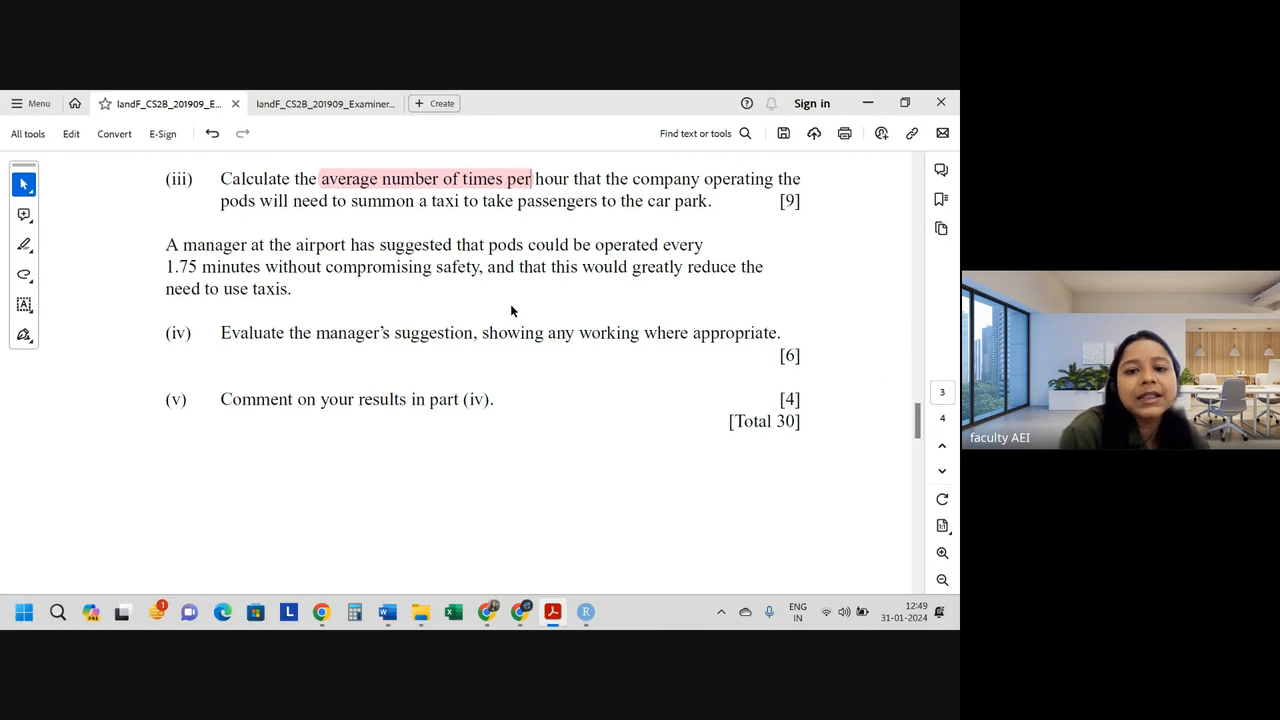 Menu
IandF_CS2B_201909_E...
IandF_CS2B_201909_Examiner...
Create
Sign in
All tools
Edit
Convert
E-Sign
Find text or tools
(iii) Calculate the average number of times per hour that the company operating the
pods will need to summon a taxi to take passengers to the car park. [9]
A manager at the airport has suggested that pods could be operated every
1.75 minutes without compromising safety, and that this would greatly reduce the
need to use taxis.
(iv) Evaluate the manager's suggestion, showing any working where appropriate.
[6]
(v) Comment on your results in part (iv). [4]
[Total 30]
3
4
faculty AEI
ENG
IN
12:49
31-01-2024